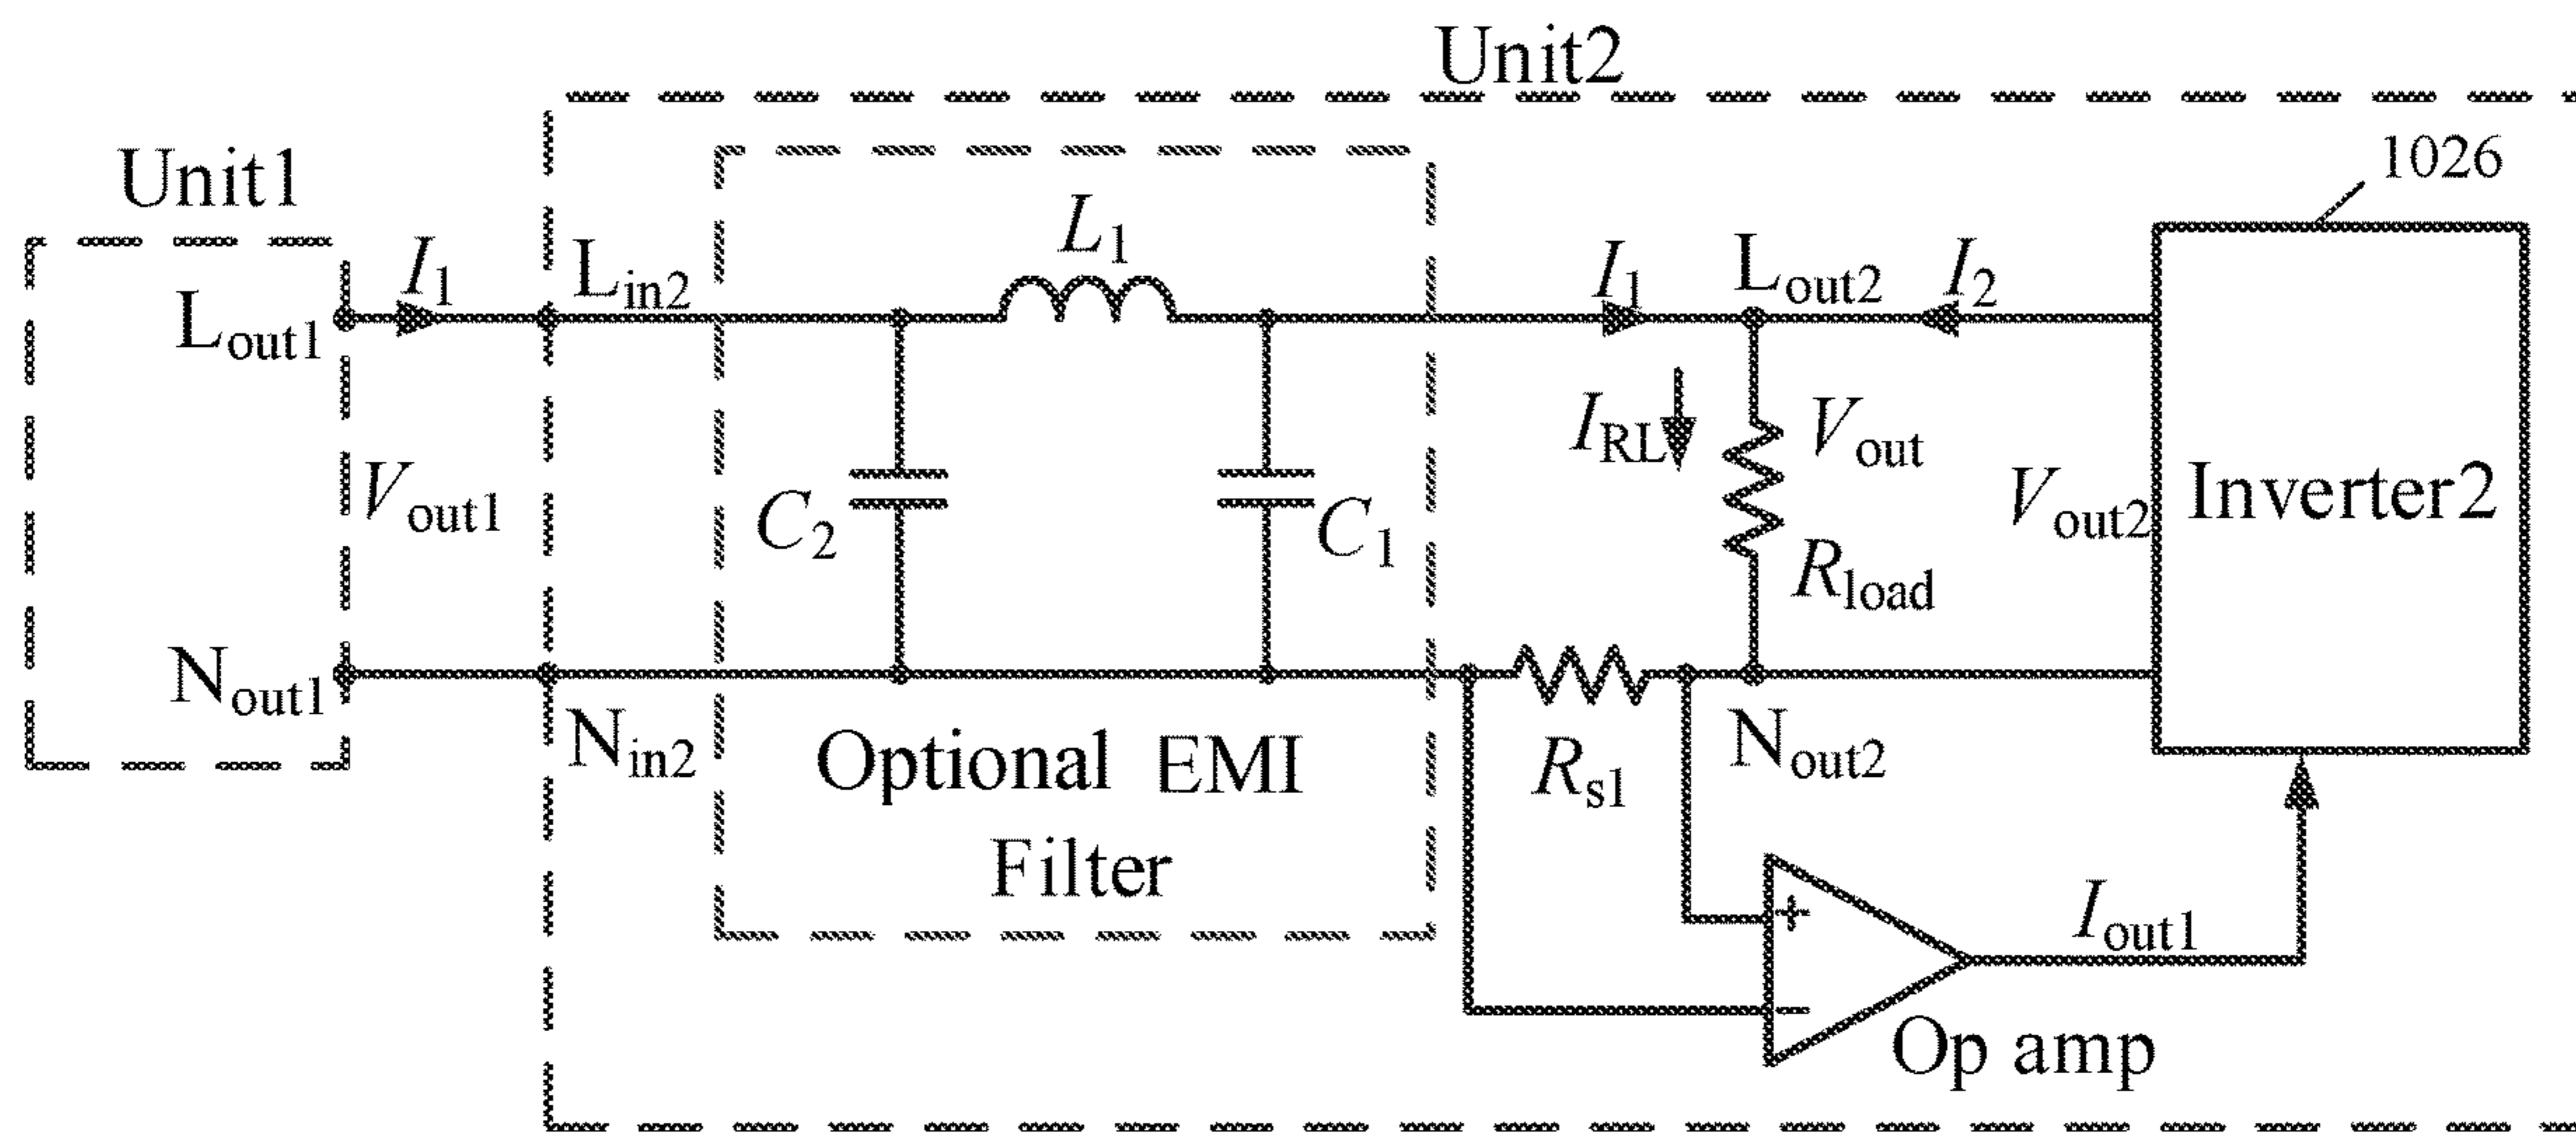 Unit2
1026
Unit1
I1
Lin2
L1
I1
Lout2
I2
Lout1
IRL
Vout
Vout1
C2
C1
Vout2
Inverter2
Rload
Nout1
Nin2
Optional EMI
Filter
Rs1
Nout2
+
Iout1
−
Op amp